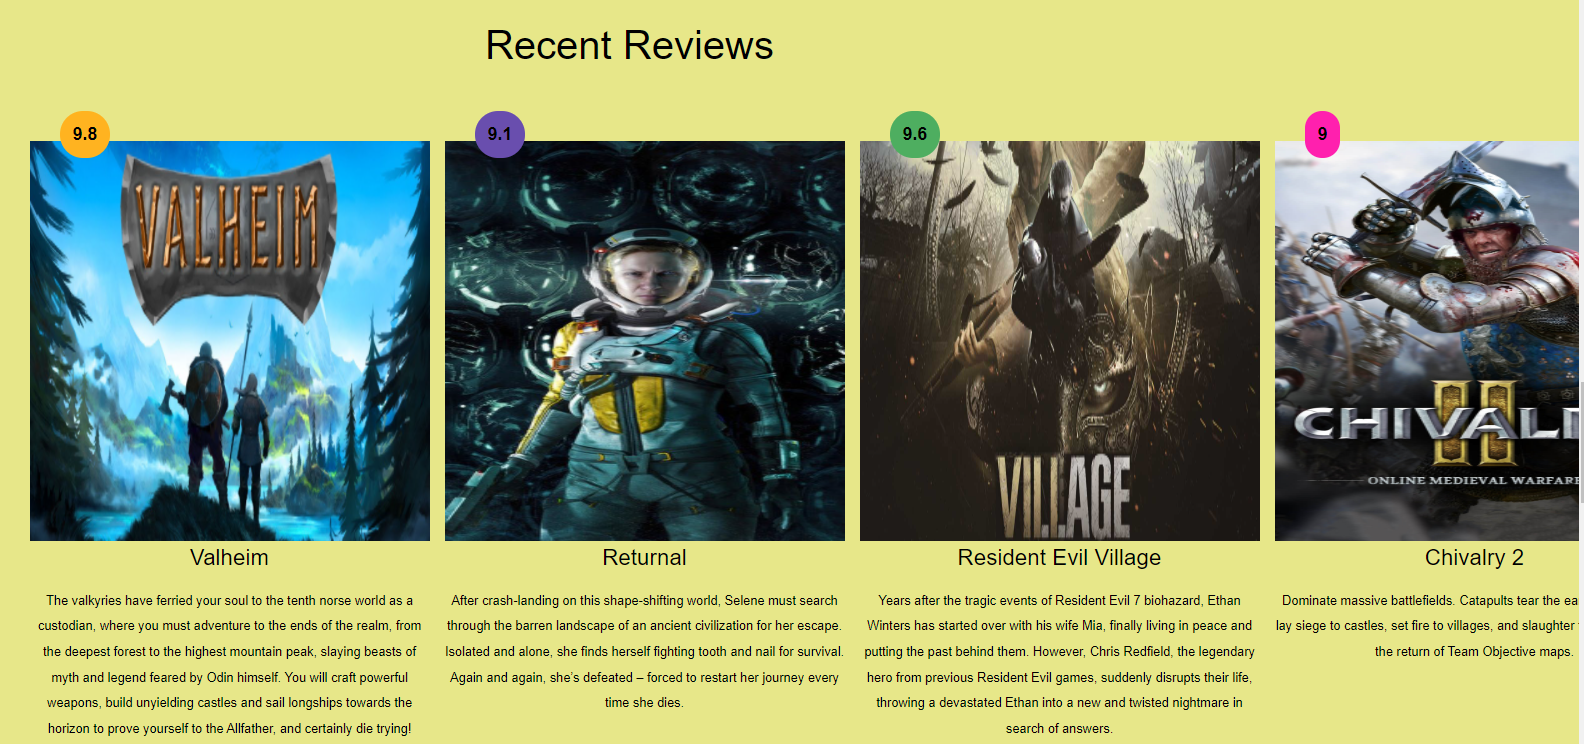 Recent Reviews
9.8
9.1
9.6
9
VALHEIM
VILLAGE
CHIVAL
II
ONLINE MEDIEVAL WARFARE
Valheim
Returnal
Resident Evil Village
Chivalry 2
The valkyries have ferried your soul to the tenth norse world as a
custodian, where you must adventure to the ends of the realm, from
the deepest forest to the highest mountain peak, slaying beasts of
myth and legend feared by Odin himself. You will craft powerful
weapons, build unyielding castles and sail longships towards the
horizon to prove yourself to the Allfather, and certainly die trying!
After crash-landing on this shape-shifting world, Selene must search
through the barren landscape of an ancient civilization for her escape.
Isolated and alone, she finds herself fighting tooth and nail for survival.
Again and again, she’s defeated – forced to restart her journey every
time she dies.
Years after the tragic events of Resident Evil 7 biohazard, Ethan
Winters has started over with his wife Mia, finally living in peace and
putting the past behind them. However, Chris Redfield, the legendary
hero from previous Resident Evil games, suddenly disrupts their life,
throwing a devastated Ethan into a new and twisted nightmare in
search of answers.
Dominate massive battlefields. Catapults tear the
lay siege to castles, set fire to villages, and slaughter
the return of Team Objective maps.